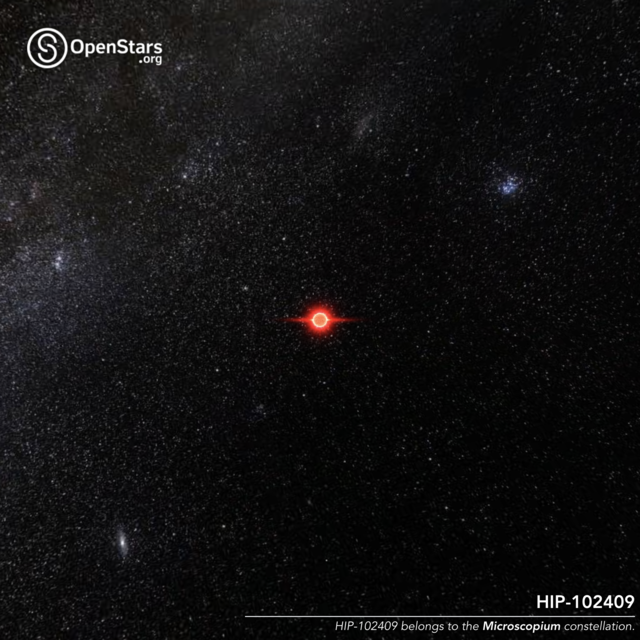 OpenStars
.org
HIP-102409
HIP-102409 belongs to the Microscopium constellation.